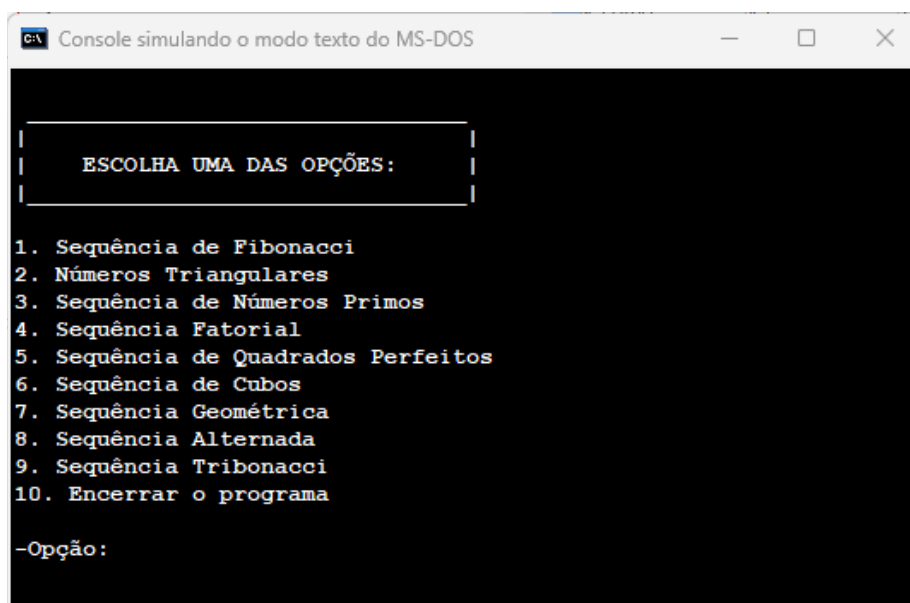 Console simulando o modo texto do MS-DOS
ESCOLHA UMA DAS OPÇÕES:
1. Sequência de Fibonacci
2. Números Triangulares
3. Sequência de Números Primos
4. Sequência Fatorial
5. Sequência de Quadrados Perfeitos
6. Sequência de Cubos
7. Sequência Geométrica
8. Sequência Alternada
9. Sequência Tribonacci
10. Encerrar o programa
-Opção: